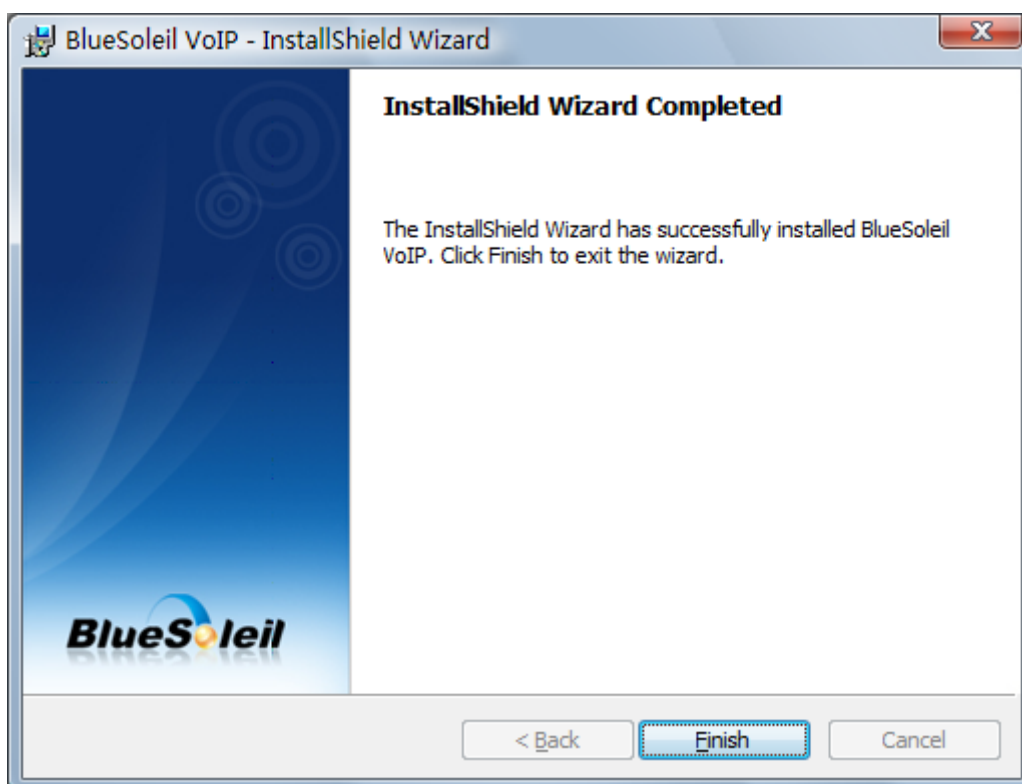 BlueSoleil VoIP - InstallShield Wizard
InstallShield Wizard Completed
The InstallShield Wizard has successfully installed BlueSoleil
VoIP. Click Finish to exit the wizard.
BlueSoleil
< Back
Finish
Cancel